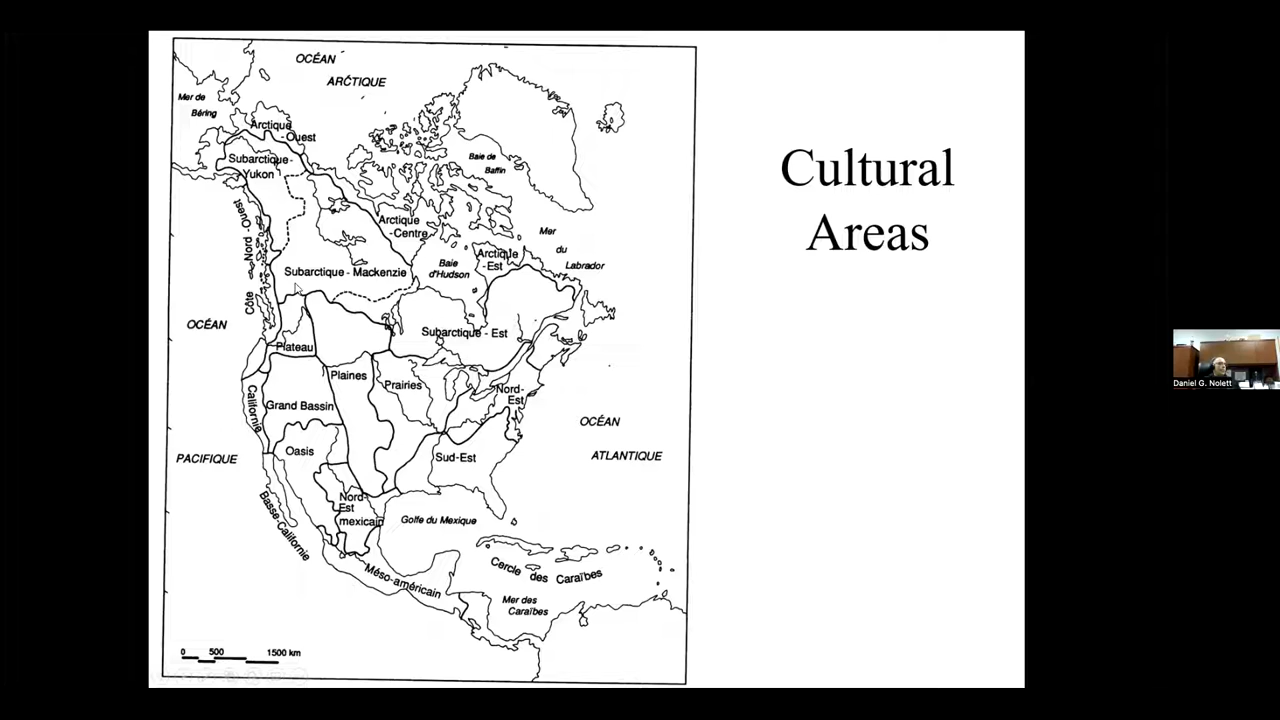 Cultural
Areas
OCÉAN
ARCTIQUE
Mer de
Béring
Arctique
-Ouest
Subarctique-
Yukon
Baie de
Baffin
Nord-Ouest
Côte
Arctique
-Centre
Mer
du
Labrador
Arctique
-Est
Baie
d'Hudson
Subarctique-Mackenzie
OCÉAN
PACIFIQUE
Subarctique-Est
Plateau
Plaines
Prairies
Nord-
Est
Californie
Grand Bassin
OCÉAN
ATLANTIQUE
Oasis
Sud-Est
Basse-Californie
Nord-
Est
mexicain
Golfe du Mexique
Cercle des Caraïbes
Méso-américain
Mer des
Caraïbes
0 500 1500 km
Daniel G. Nolett